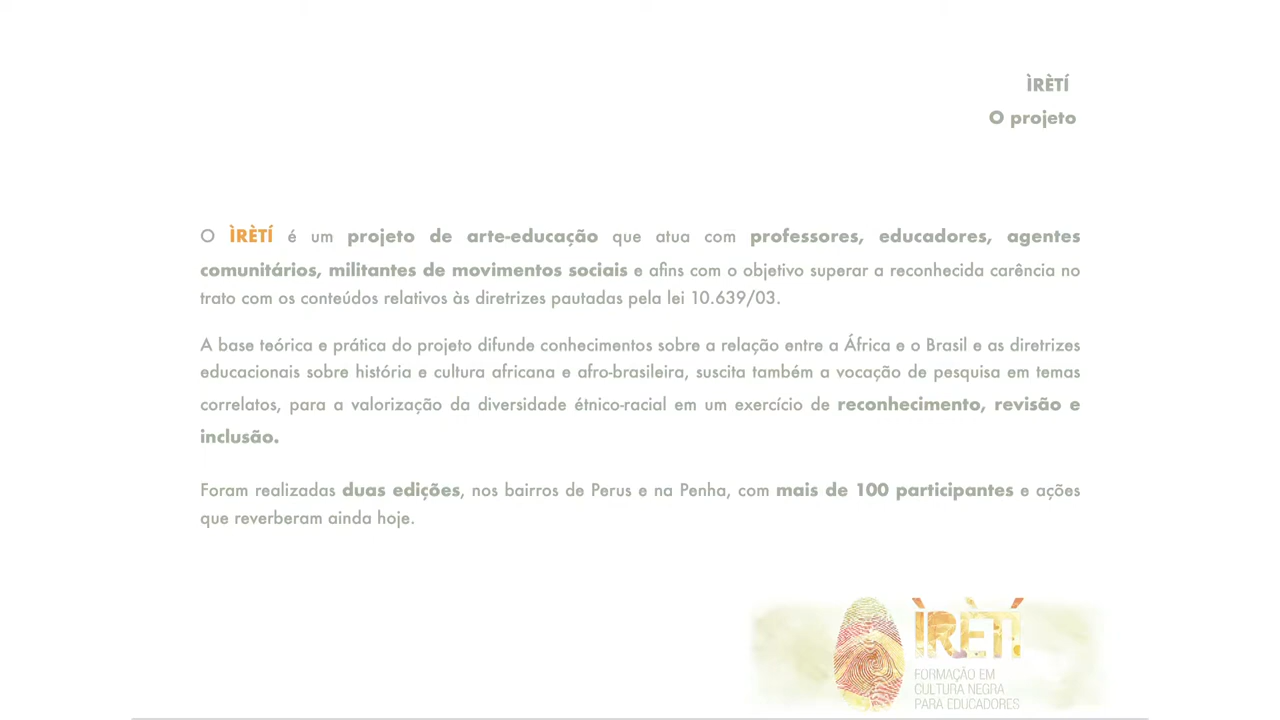 ÌRÈTÍ
O projeto
O ÌRÈTÍ é um projeto de arte-educação que atua com professores, educadores, agentes
comunitários, militantes de movimentos sociais e afins com o objetivo superar a reconhecida carência no
trato com os conteúdos relativos às diretrizes pautadas pela lei 10.639/03.
A base teórica e prática do projeto difunde conhecimentos sobre a relação entre a África e o Brasil e as diretrizes
educacionais sobre história e cultura africana e afro-brasileira, suscita também a vocação de pesquisa em temas
correlatos, para a valorização da diversidade étnico-racial em um exercício de reconhecimento, revisão e
inclusão.
Foram realizadas duas edições, nos bairros de Perus e na Penha, com mais de 100 participantes e ações
que reverberam ainda hoje.
ÌRÈTÍ
FORMAÇÃO EM
CULTURA NEGRA
PARA EDUCADORES